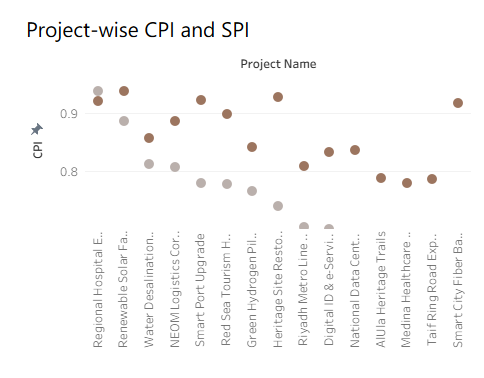 Project-wise CPI and SPI
Project Name
CPI
0.9
0.8
Regional Hospital E..
Renewable Solar Fa..
Water Desalination..
NEOM Logistics Cor..
Smart Port Upgrade
Red Sea Tourism H..
Green Hydrogen Pil..
Heritage Site Resto..
Riyadh Metro Line ..
Digital ID & e-Servi..
National Data Cent..
AlUla Heritage Trails
Medina Healthcare ..
Taif Ring Road Exp..
Smart City Fiber Ba..